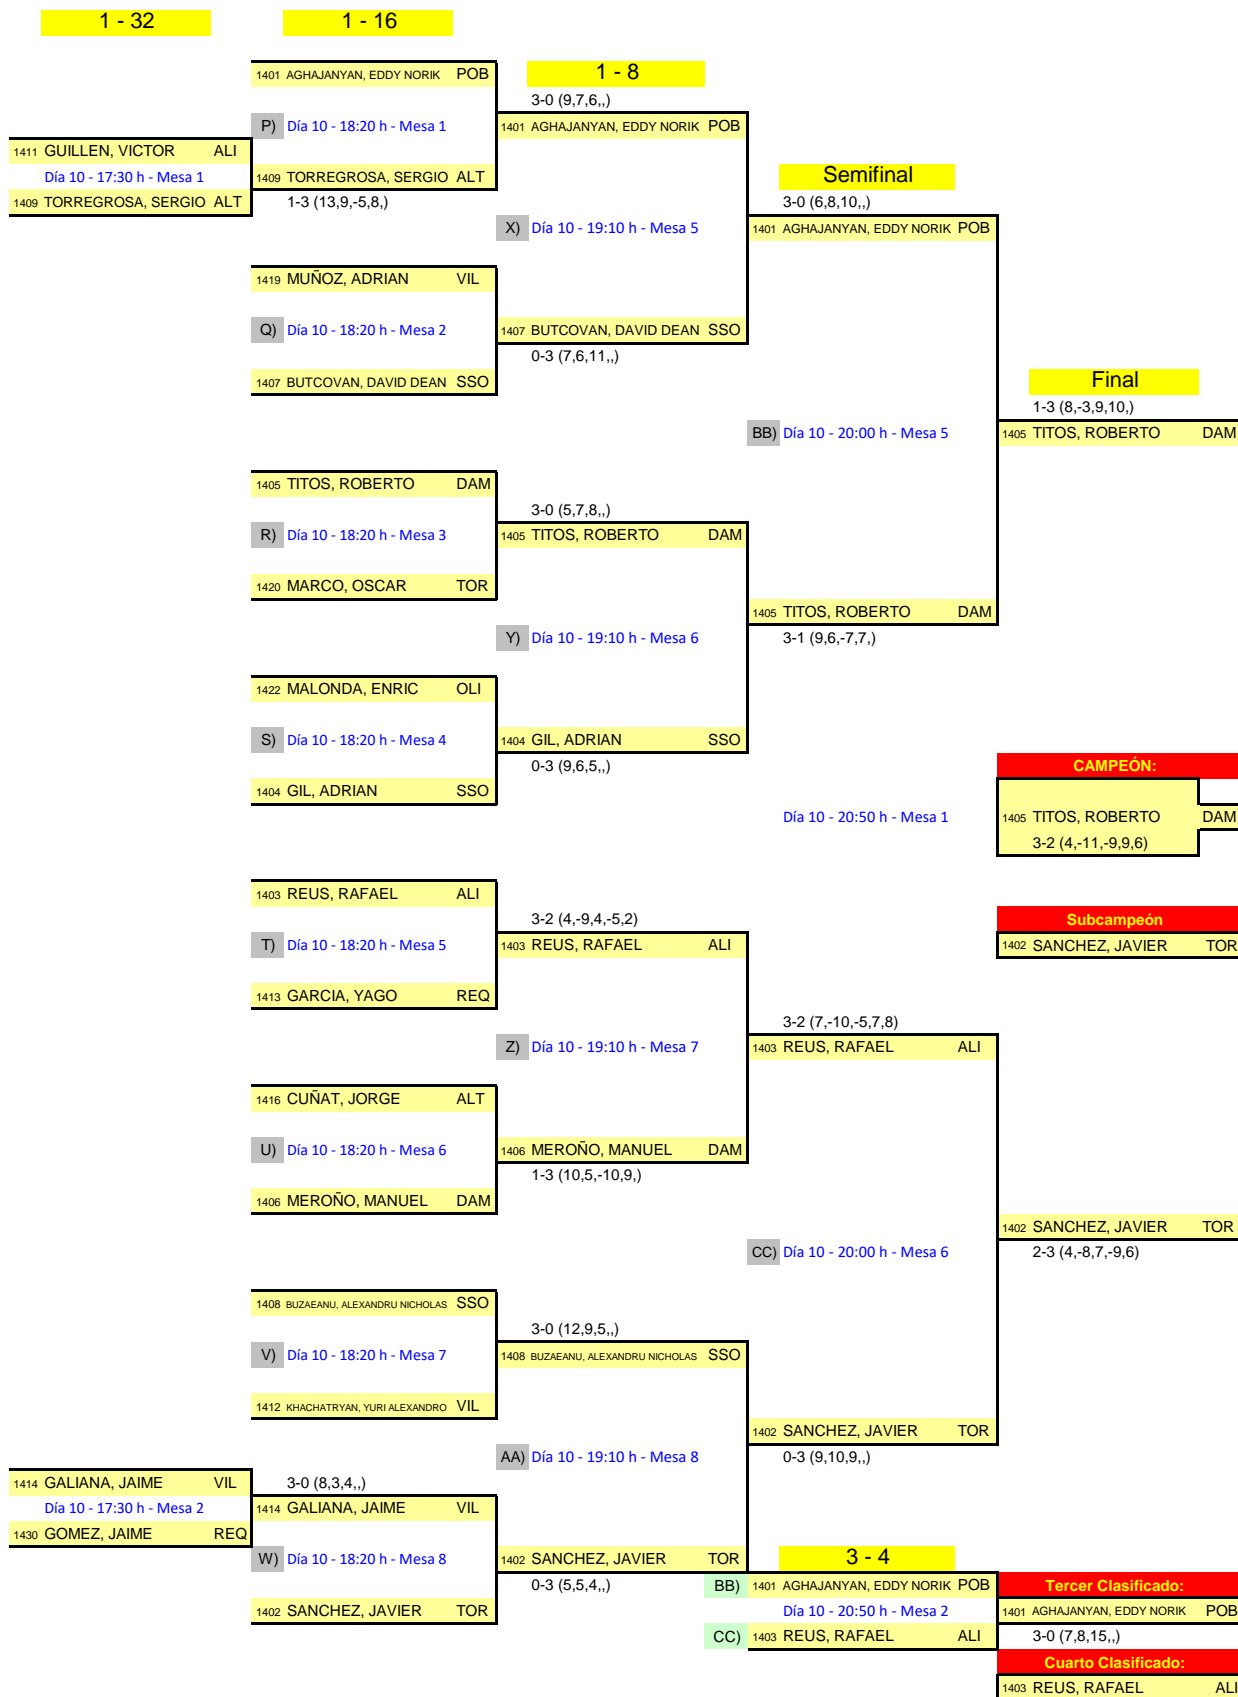 1 - 32
1 - 16
1401 AGHAJANYAN, EDDY NORIK POB
1 - 8
3-0 (9,7,6,,)
P) Día 10 - 18:20 h - Mesa 1
1401 AGHAJANYAN, EDDY NORIK POB
1411 GUILLEN, VICTOR ALI
Día 10 - 17:30 h - Mesa 1
1409 TORREGROSA, SERGIO ALT
Semifinal
1409 TORREGROSA, SERGIO ALT
1-3 (13,9,-5,8,)
3-0 (6,8,10,,)
X) Día 10 - 19:10 h - Mesa 5
1401 AGHAJANYAN, EDDY NORIK POB
1419 MUÑOZ, ADRIAN VIL
Q) Día 10 - 18:20 h - Mesa 2
1407 BUTCOVAN, DAVID DEAN SSO
0-3 (7,6,11,,)
1407 BUTCOVAN, DAVID DEAN SSO
Final
1-3 (8,-3,9,10,)
BB) Día 10 - 20:00 h - Mesa 5
1405 TITOS, ROBERTO DAM
1405 TITOS, ROBERTO DAM
3-0 (5,7,8,,)
R) Día 10 - 18:20 h - Mesa 3
1405 TITOS, ROBERTO DAM
1420 MARCO, OSCAR TOR
1405 TITOS, ROBERTO DAM
Y) Día 10 - 19:10 h - Mesa 6
3-1 (9,6,-7,7,)
1422 MALONDA, ENRIC OLI
S) Día 10 - 18:20 h - Mesa 4
1404 GIL, ADRIAN SSO
0-3 (9,6,5,,)
CAMPEÓN:
1404 GIL, ADRIAN SSO
Día 10 - 20:50 h - Mesa 1
1405 TITOS, ROBERTO DAM
3-2 (4,-11,-9,9,6)
1403 REUS, RAFAEL ALI
3-2 (4,-9,4,-5,2)
Subcampeón
T) Día 10 - 18:20 h - Mesa 5
1403 REUS, RAFAEL ALI
1402 SANCHEZ, JAVIER TOR
1413 GARCIA, YAGO REQ
3-2 (7,-10,-5,7,8)
Z) Día 10 - 19:10 h - Mesa 7
1403 REUS, RAFAEL ALI
1416 CUÑAT, JORGE ALT
U) Día 10 - 18:20 h - Mesa 6
1406 MEROÑO, MANUEL DAM
1-3 (10,5,-10,9,)
1406 MEROÑO, MANUEL DAM
1402 SANCHEZ, JAVIER TOR
CC) Día 10 - 20:00 h - Mesa 6
2-3 (4,-8,7,-9,6)
1408 BUZAEANU, ALEXANDRU NICHOLAS SSO
3-0 (12,9,5,,)
V) Día 10 - 18:20 h - Mesa 7
1408 BUZAEANU, ALEXANDRU NICHOLAS SSO
1412 KHACHATRYAN, YURI ALEXANDRO VIL
1402 SANCHEZ, JAVIER TOR
AA) Día 10 - 19:10 h - Mesa 8
0-3 (9,10,9,,)
1414 GALIANA, JAIME VIL
3-0 (8,3,4,,)
Día 10 - 17:30 h - Mesa 2
1414 GALIANA, JAIME VIL
1430 GOMEZ, JAIME REQ
W) Día 10 - 18:20 h - Mesa 8
1402 SANCHEZ, JAVIER TOR
3 - 4
0-3 (5,5,4,,)
BB) 1401 AGHAJANYAN, EDDY NORIK POB
Tercer Clasificado:
1402 SANCHEZ, JAVIER TOR
Día 10 - 20:50 h - Mesa 2
1401 AGHAJANYAN, EDDY NORIK POB
CC) 1403 REUS, RAFAEL ALI
3-0 (7,8,15,,)
Cuarto Clasificado:
1403 REUS, RAFAEL ALI